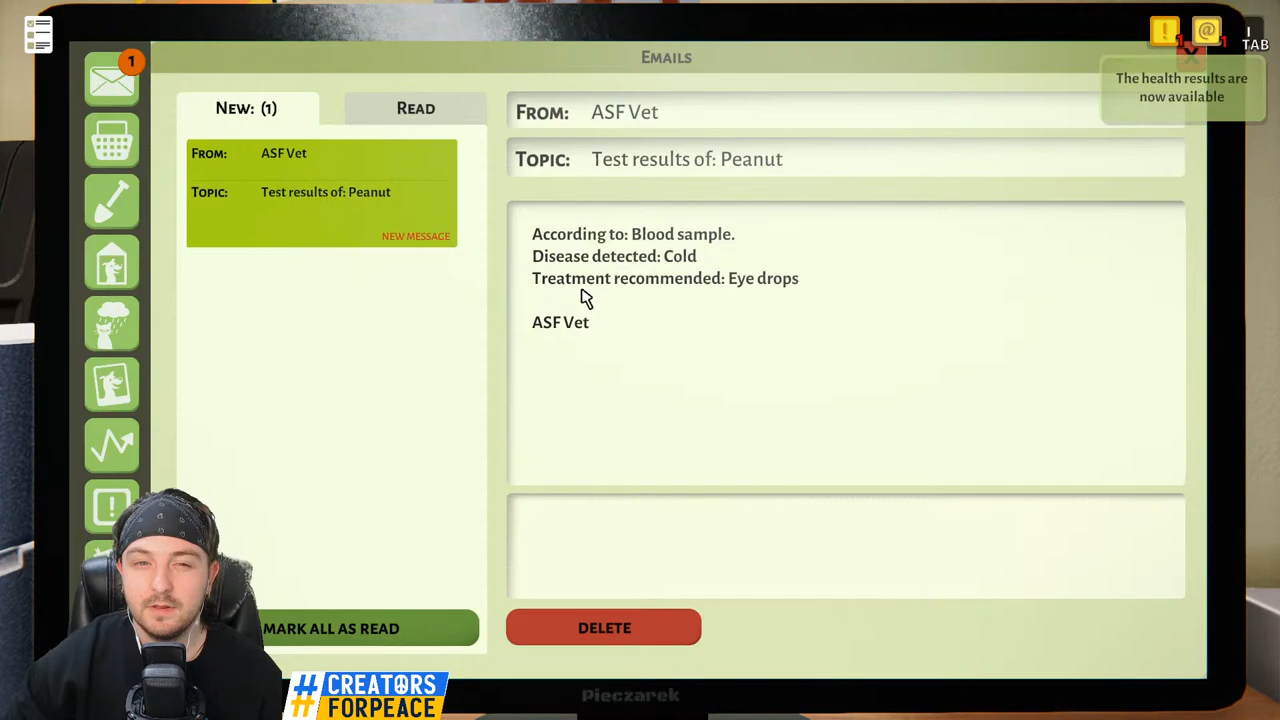 EMAILS
1
! 1 @ 1 I
TAB
X
The health results are
now available
NEW: (1)
READ
FROM: ASF Vet
TOPIC: Test results of: Peanut
NEW MESSAGE
FROM: ASF Vet
TOPIC: Test results of: Peanut
According to: Blood sample.
Disease detected: Cold
Treatment recommended: Eye drops
ASF Vet
MARK ALL AS READ
DELETE
#CREATORS
#FORPEACE
Pieczarek